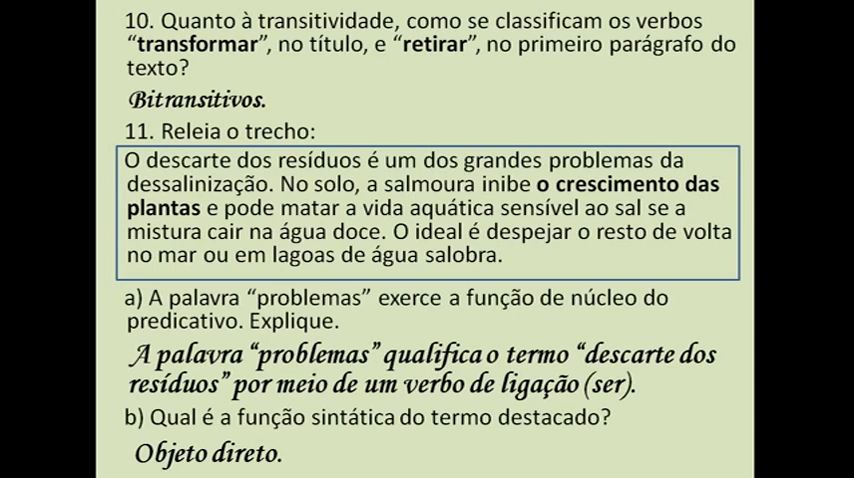 10. Quanto à transitividade, como se classificam os verbos
“transformar”, no título, e “retirar”, no primeiro parágrafo do
texto?
Bitransitivos.
11. Releia o trecho:
O descarte dos resíduos é um dos grandes problemas da
dessalinização. No solo, a salmoura inibe o crescimento das
plantas e pode matar a vida aquática sensível ao sal se a
mistura cair na água doce. O ideal é despejar o resto de volta
no mar ou em lagoas de água salobra.
a) A palavra “problemas” exerce a função de núcleo do
predicativo. Explique.
A palavra “problemas” qualifica o termo “descarte dos
resíduos” por meio de um verbo de ligação (ser).
b) Qual é a função sintática do termo destacado?
Objeto direto.